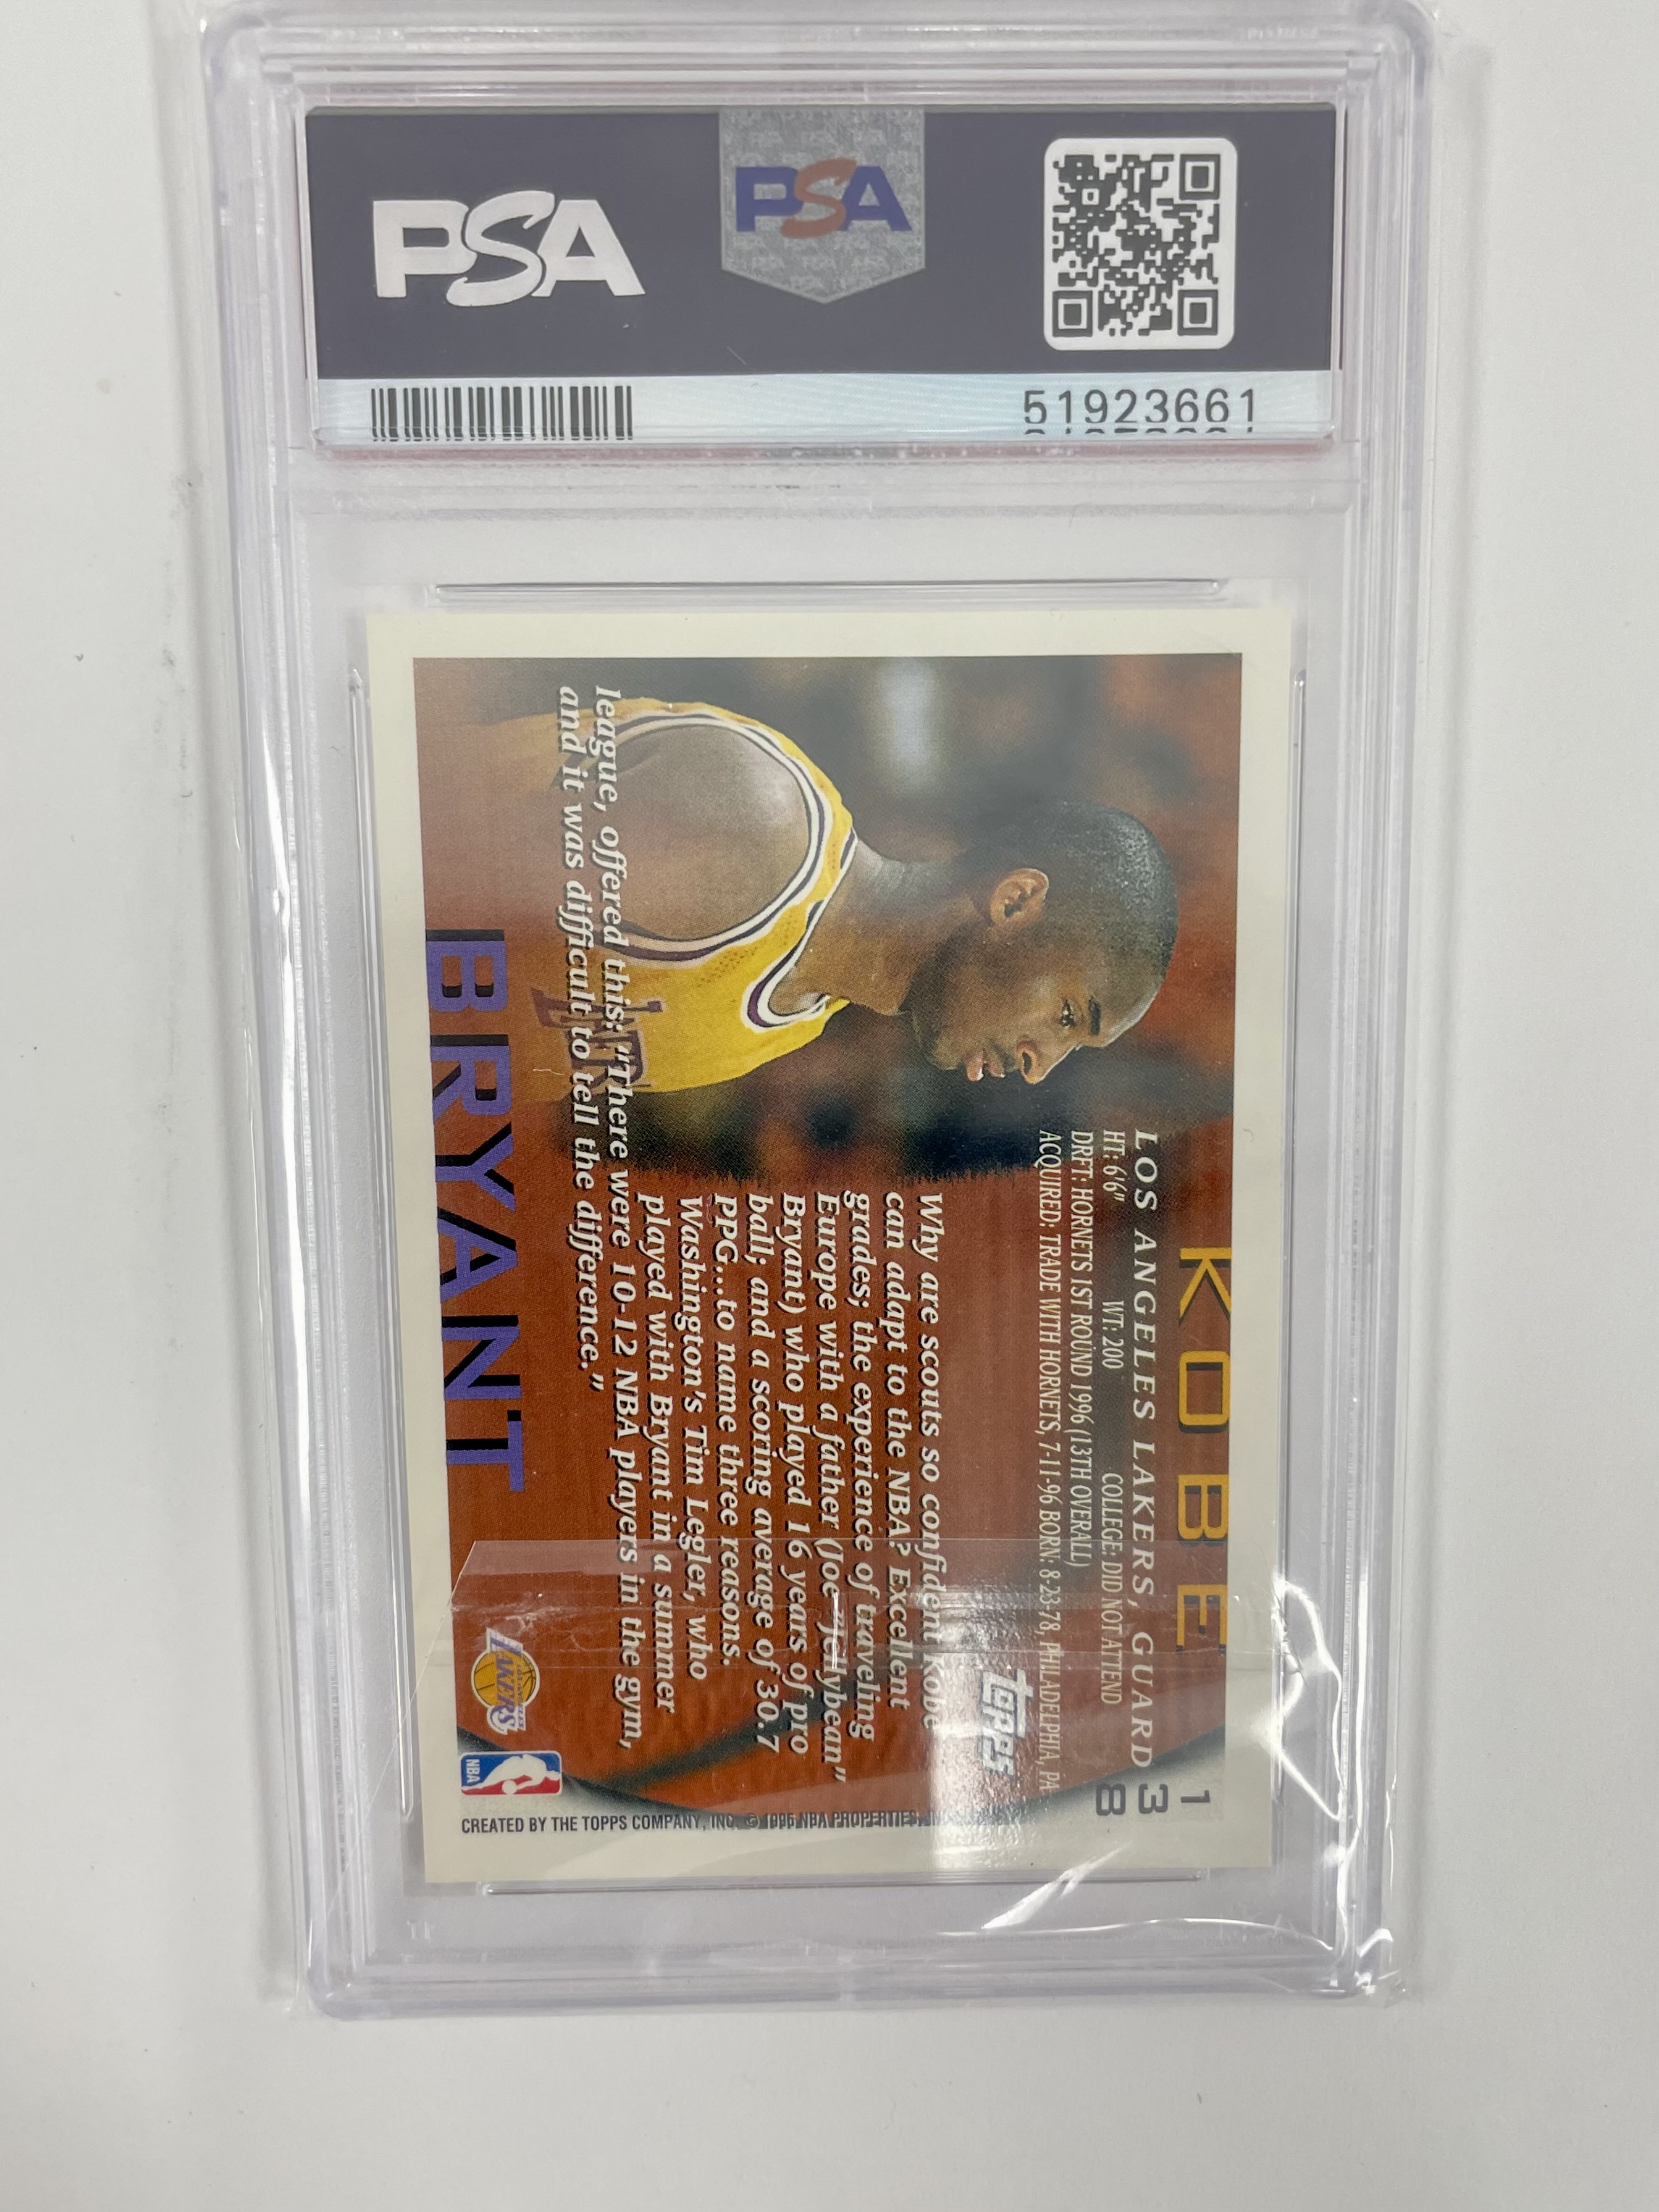 PSA
PSA
51923661
KOBE
138
LOS ANGELES LAKERS, GUARD
HT: 6'6" WT: 200 COLLEGE: DID NOT ATTEND
DRFT: HORNETS 1ST ROUND 1996 (13TH OVERALL)
ACQUIRED: TRADE WITH HORNETS, 7-11-96 BORN: 8-23-78, PHILADELPHIA, PA
TOPPS
Why are scouts so confident Kobe
can adapt to the NBA? Excellent
grades; the experience of traveling
Europe with a father (Joe "Jellybean"
Bryant) who played 16 years of pro
ball; and a scoring average of 30.7
PPG...to name three reasons.
Washington's Tim Legler, who
played with Bryant in a summer
league, offered this: "There were 10-12 NBA players in the gym,
and it was difficult to tell the difference."
BRYANT
LOS ANGELES
LAKERS
NBA
CREATED BY THE TOPPS COMPANY, INC. © 1996 NBA PROPERTIES,